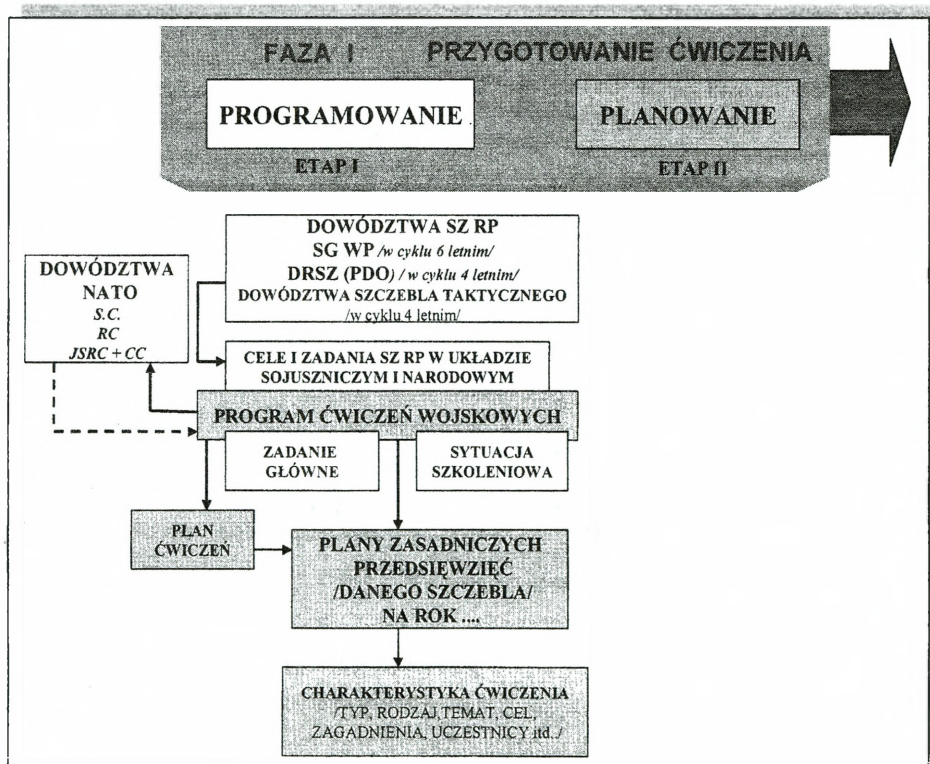 FAZA I PRZYGOTOWANIE ĆWICZENIA
PROGRAMOWANIE
PLANOWANIE
ETAP I
ETAP II
DOWÓDZTWA SZ RP
SG WP /w cyklu 6 letnim/
DRSZ (PDO) / w cyklu 4 letnim/
DOWÓDZTWA SZCZEBLA TAKTYCZNEGO
/w cyklu 4 letnim/
DOWÓDZTWA
NATO
S.C.
RC
JSRC + CC
CELE I ZADANIA SZ RP W UKŁADZIE
SOJUSZNICZYM I NARODOWYM
PROGRAM ĆWICZEŃ WOJSKOWYCH
ZADANIE
GŁÓWNE
SYTUACJA
SZKOLENIOWA
PLAN
ĆWICZEŃ
PLANY ZASADNICZYCH
PRZEDSIĘWZIĘĆ
/DANEGO SZCZEBLA/
NA ROK ....
CHARAKTERYSTYKA ĆWICZENIA
/TYP, RODZAJ, TEMAT, CEL,
ZAGADNIENIA, UCZESTNICY itd./